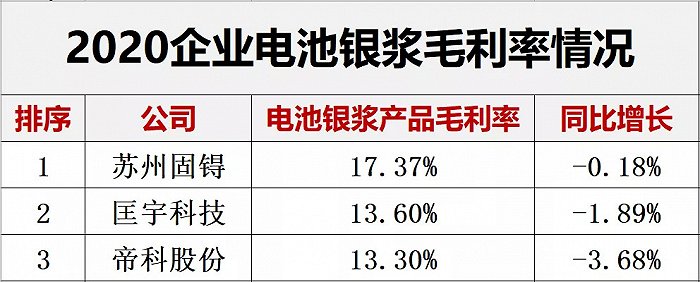 2020企业电池银浆毛利率情况
排序 公司 电池银浆产品毛利率 同比增长
1 苏州固锝 17.37% -0.18%
2 匡宇科技 13.60% -1.89%
3 帝科股份 13.30% -3.68%